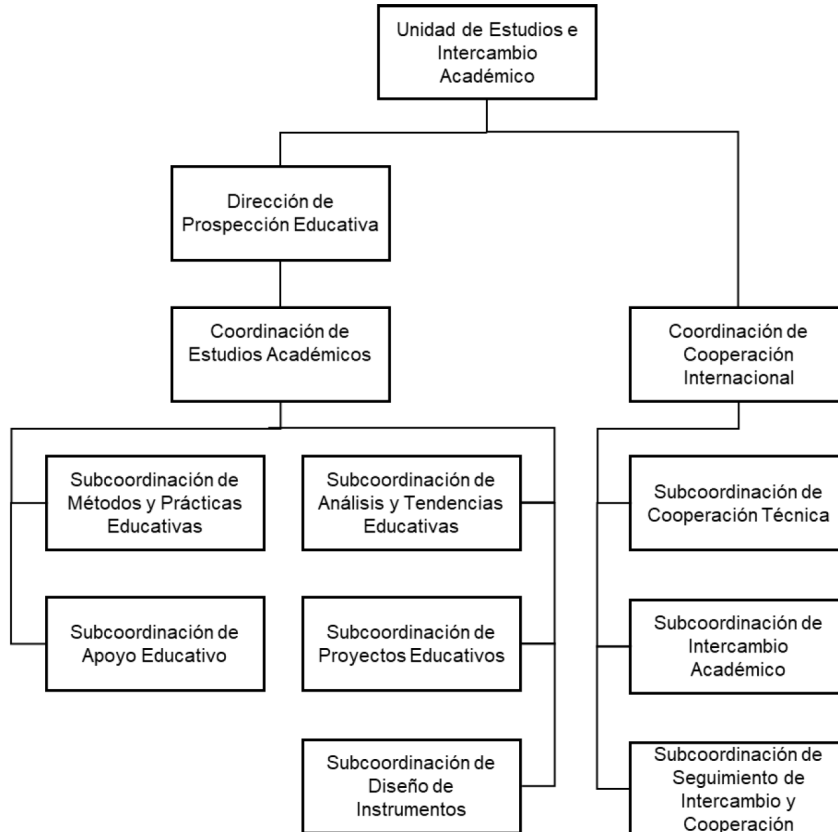 Unidad de Estudios e
Intercambio
Académico
Dirección de
Prospección Educativa
Coordinación de
Estudios Académicos
Coordinación de
Cooperación
Internacional
Subcoordinación de
Métodos y Prácticas
Educativas
Subcoordinación de
Análisis y Tendencias
Educativas
Subcoordinación de
Cooperación Técnica
Subcoordinación de
Apoyo Educativo
Subcoordinación de
Proyectos Educativos
Subcoordinación de
Intercambio
Académico
Subcoordinación de
Diseño de
Instrumentos
Subcoordinación de
Seguimiento de
Intercambio y
Cooperación